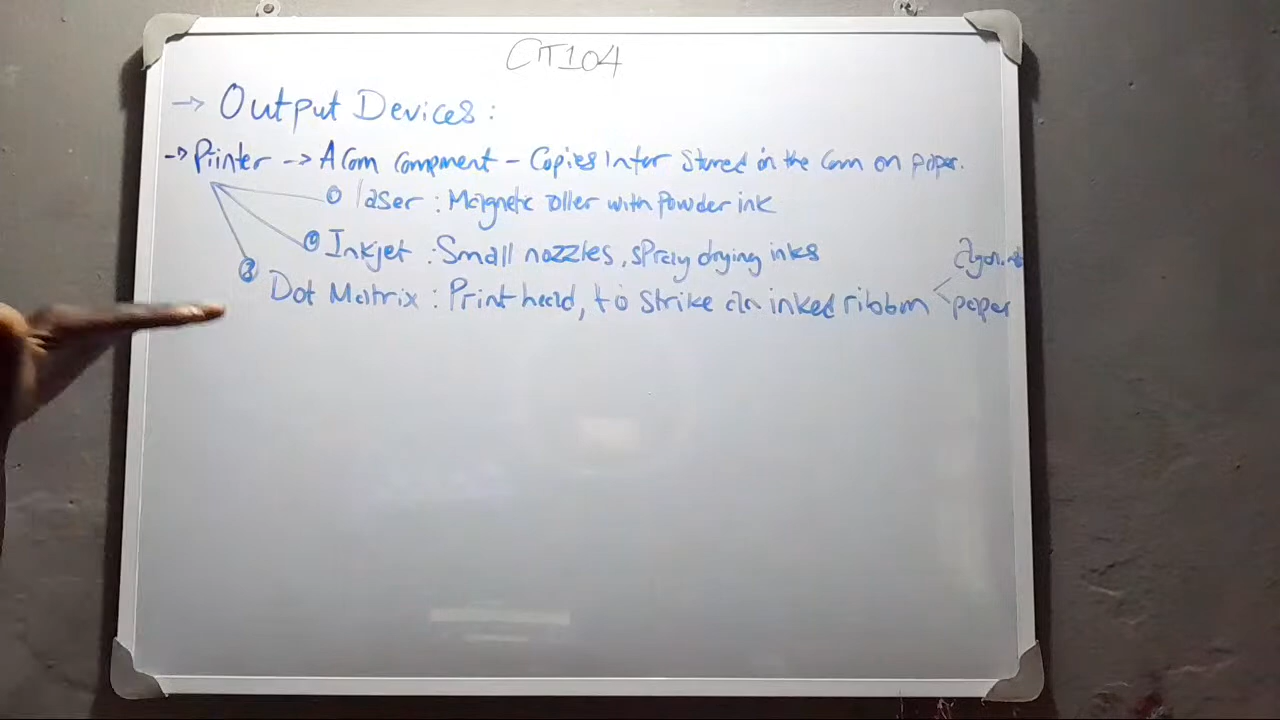 CIT104
→ Output Devices:
→ Printer → A Com Component - Copies Infor Stored in the Com on paper.
① laser : Magnetic roller with Powder ink
② Inkjet : Small nozzles, spray drying inks
③ Dot Matrix : Print head, to Strike an inked ribbon
against
paper